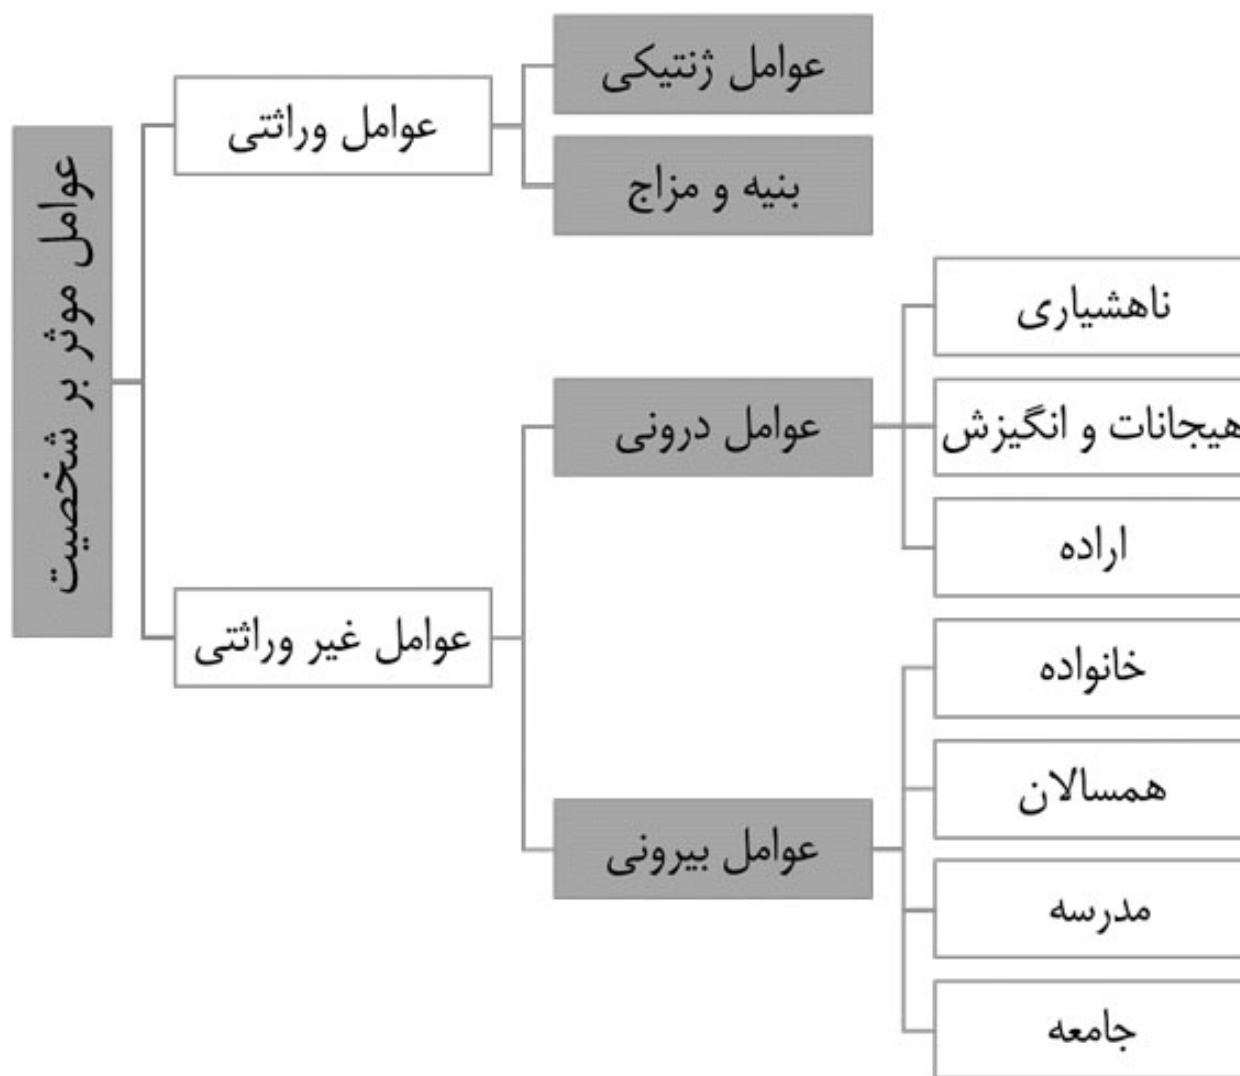 عوامل موثر بر شخصیت
عوامل وراثتی
عوامل ژنتیکی
بنیه و مزاج
عوامل غیر وراثتی
عوامل درونی
ناهشیاری
هیجانات و انگیزش
اراده
عوامل بیرونی
خانواده
همسالان
مدرسه
جامعه